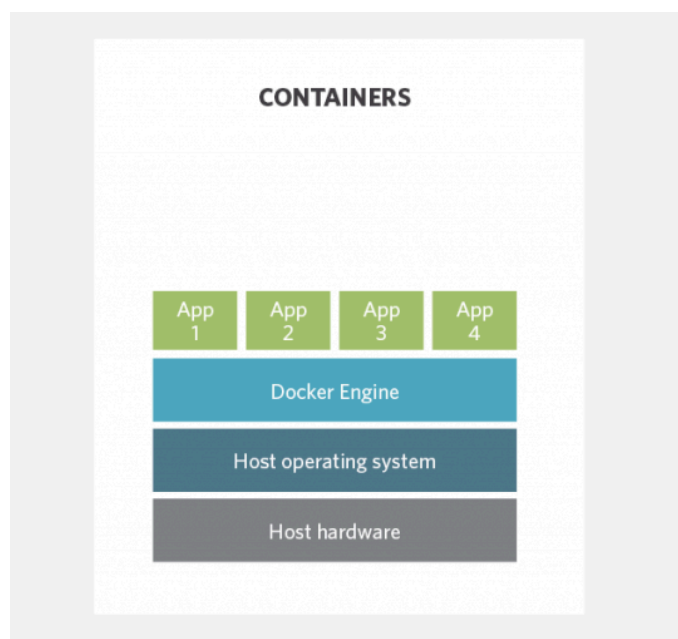 CONTAINERS
App App App App
1 2 3 4
Docker Engine
Host operating system
Host hardware